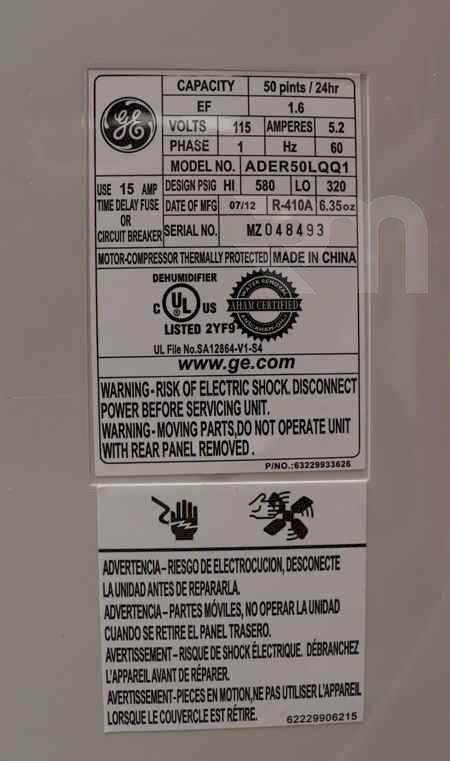 GE
CAPACITY 50 pints / 24hr
EF 1.6
VOLTS 115 AMPERES 5.2
PHASE 1 Hz 60
MODEL NO. ADER50LQQ1
USE 15 AMP
TIME DELAY FUSE
OR
CIRCUIT BREAKER
DESIGN PSIG HI 580 LO 320
DATE OF MFG 07/12 R-410A 6.35oz
SERIAL NO. MZ048493
MOTOR-COMPRESSOR THERMALLY PROTECTED MADE IN CHINA
DEHUMIDIFIER
C UL US
LISTED 2YF9
WATER REMOVAL
AHAM CERTIFIED
UL File No.SA12864-V1-S4
www.ge.com
WARNING-RISK OF ELECTRIC SHOCK. DISCONNECT
POWER BEFORE SERVICING UNIT.
WARNING-MOVING PARTS,DO NOT OPERATE UNIT
WITH REAR PANEL REMOVED .
P/NO.:63229933626
ADVERTENCIA-RIESGO DE ELECTROCUCION, DESCONECTE
LA UNIDAD ANTES DE REPARARLA.
ADVERTENCIA-PARTES MÓVILES, NO OPERAR LA UNIDAD
CUANDO SE RETIRE EL PANEL TRASERO.
AVERTISSEMENT-RISQUE DE SHOCK ÉLECTRIQUE. DÉBRANCHEZ
L'APPAREIL AVANT DE RÉPARER.
AVERTISSEMENT-PIECES EN MOTION,NE PAS UTILISER L'APPAREIL
LORSQUE LE COUVERCLE EST RÉTIRE.
62229906215